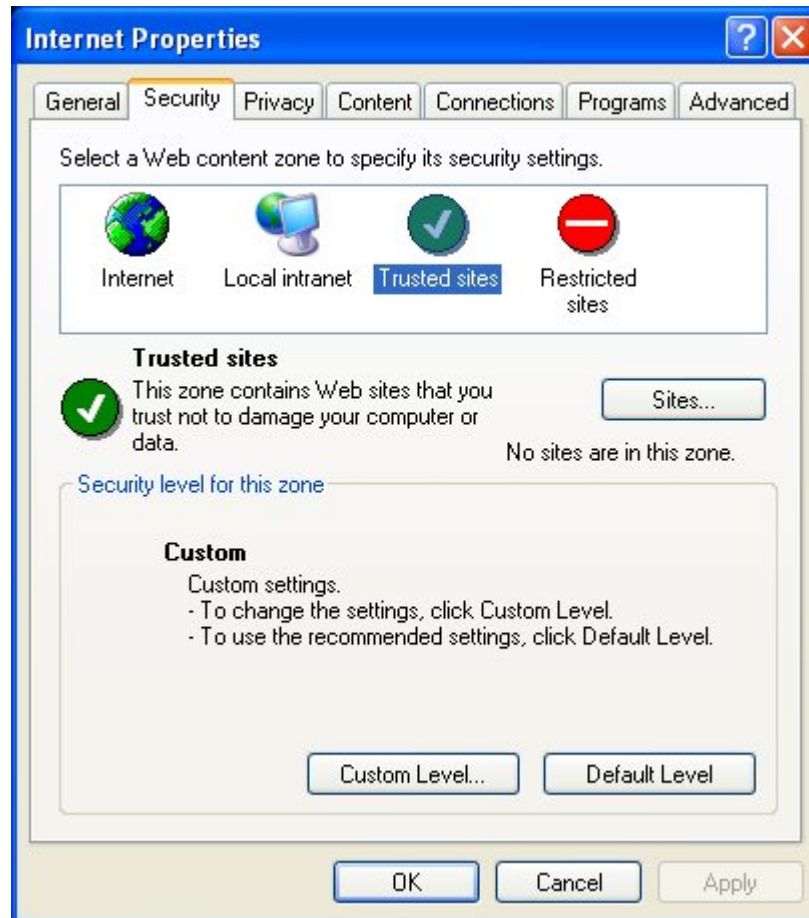 Internet Properties
General Security Privacy Content Connections Programs Advanced
Select a Web content zone to specify its security settings.
Internet Local intranet Trusted sites Restricted
sites
Trusted sites
This zone contains Web sites that you
trust not to damage your computer or
data.
Sites...
No sites are in this zone.
Security level for this zone
Custom
Custom settings.
- To change the settings, click Custom Level.
- To use the recommended settings, click Default Level.
Custom Level... Default Level
OK Cancel Apply